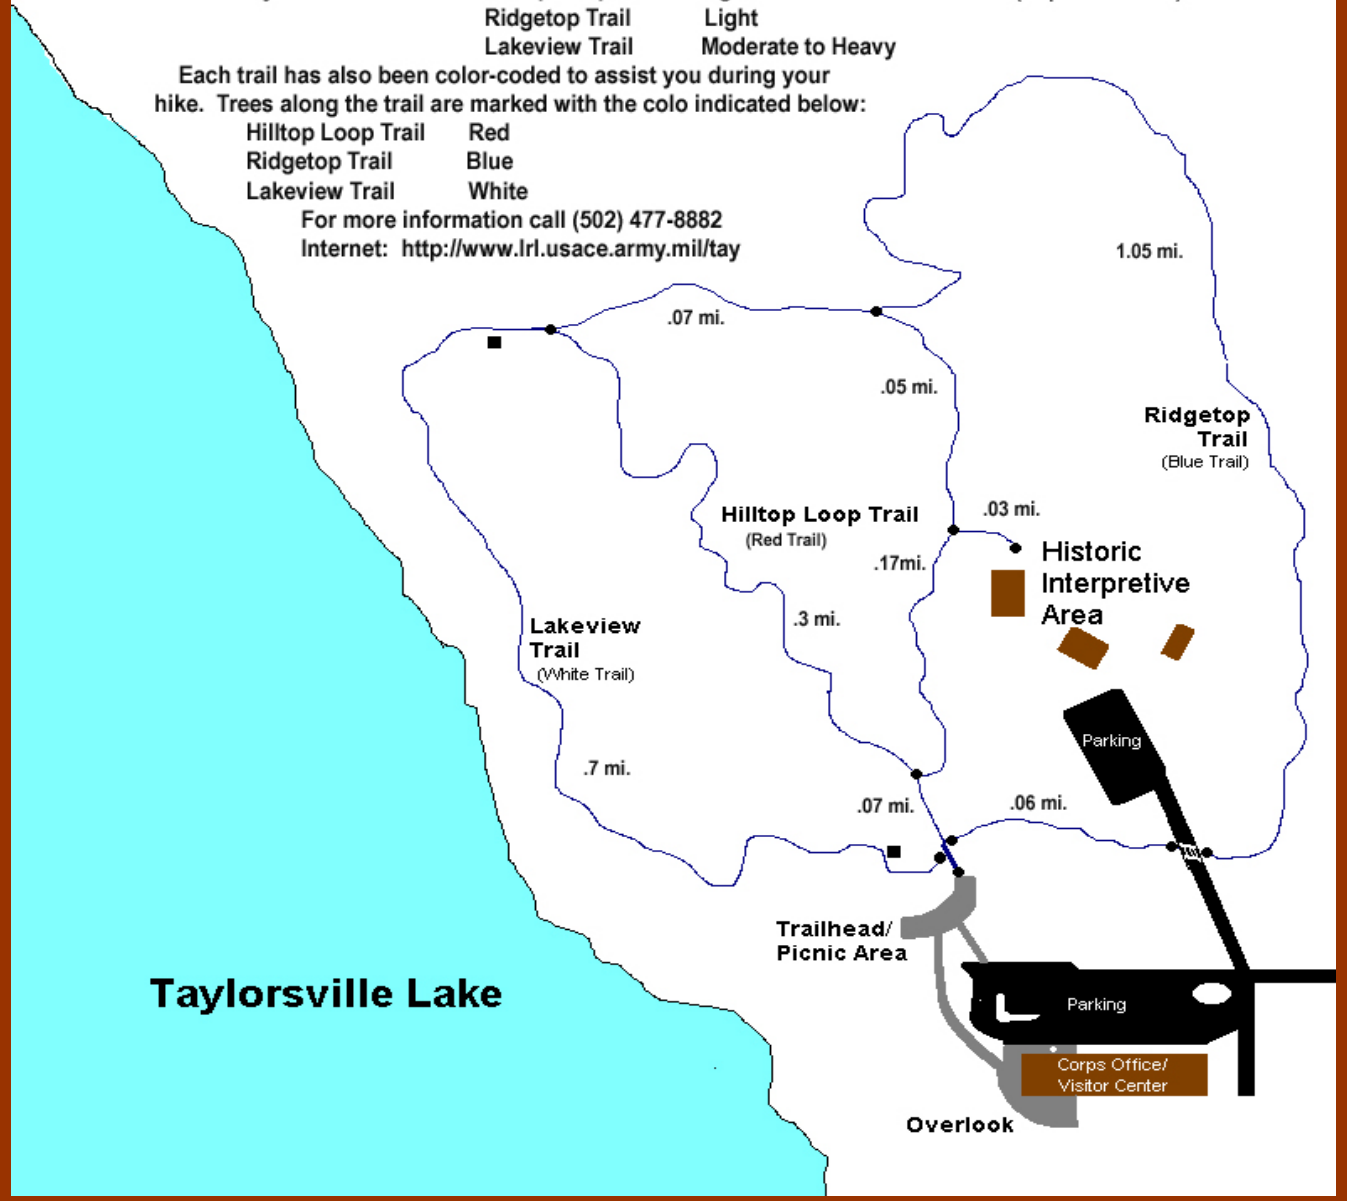 Ridgetop Trail Light
Lakeview Trail Moderate to Heavy
Each trail has also been color-coded to assist you during your
hike. Trees along the trail are marked with the colo indicated below:
Hilltop Loop Trail Red
Ridgetop Trail Blue
Lakeview Trail White
For more information call (502) 477-8882
Internet: http://www.lrl.usace.army.mil/tay
1.05 mi.
.07 mi.
.05 mi.
Ridgetop
Trail
(Blue Trail)
.03 mi.
Hilltop Loop Trail
(Red Trail)
.17mi.
Historic
Interpretive
Area
.3 mi.
Lakeview
Trail
(White Trail)
Parking
.7 mi.
.07 mi.
.06 mi.
Trailhead/
Picnic Area
Taylorsville Lake
Parking
Corps Office/
Visitor Center
Overlook